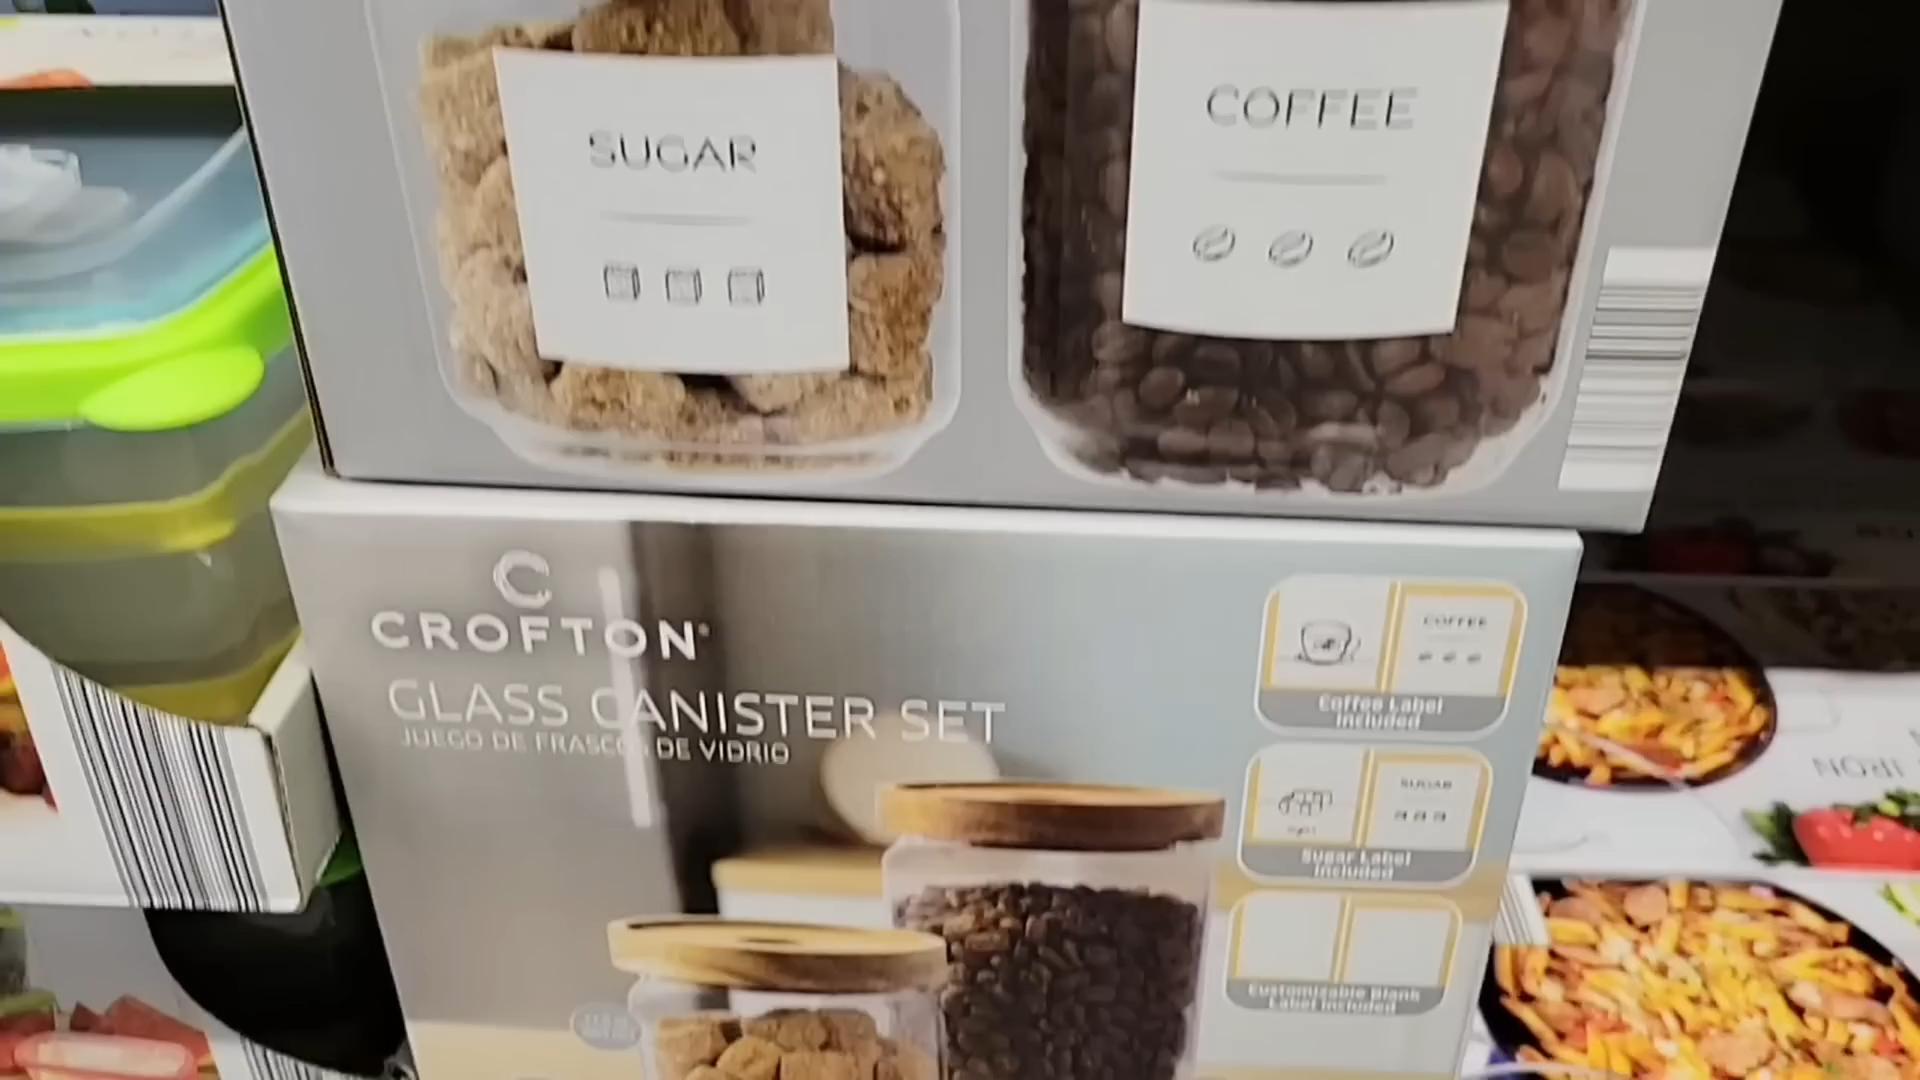 SUGAR
COFFEE
CROFTON®
GLASS CANISTER SET
JUEGO DE FRASCOS DE VIDRIO
COFFEE
Coffee Label
Included
SUGAR
Sugar Label
Included
Customizable Blank
Label Included
IRON